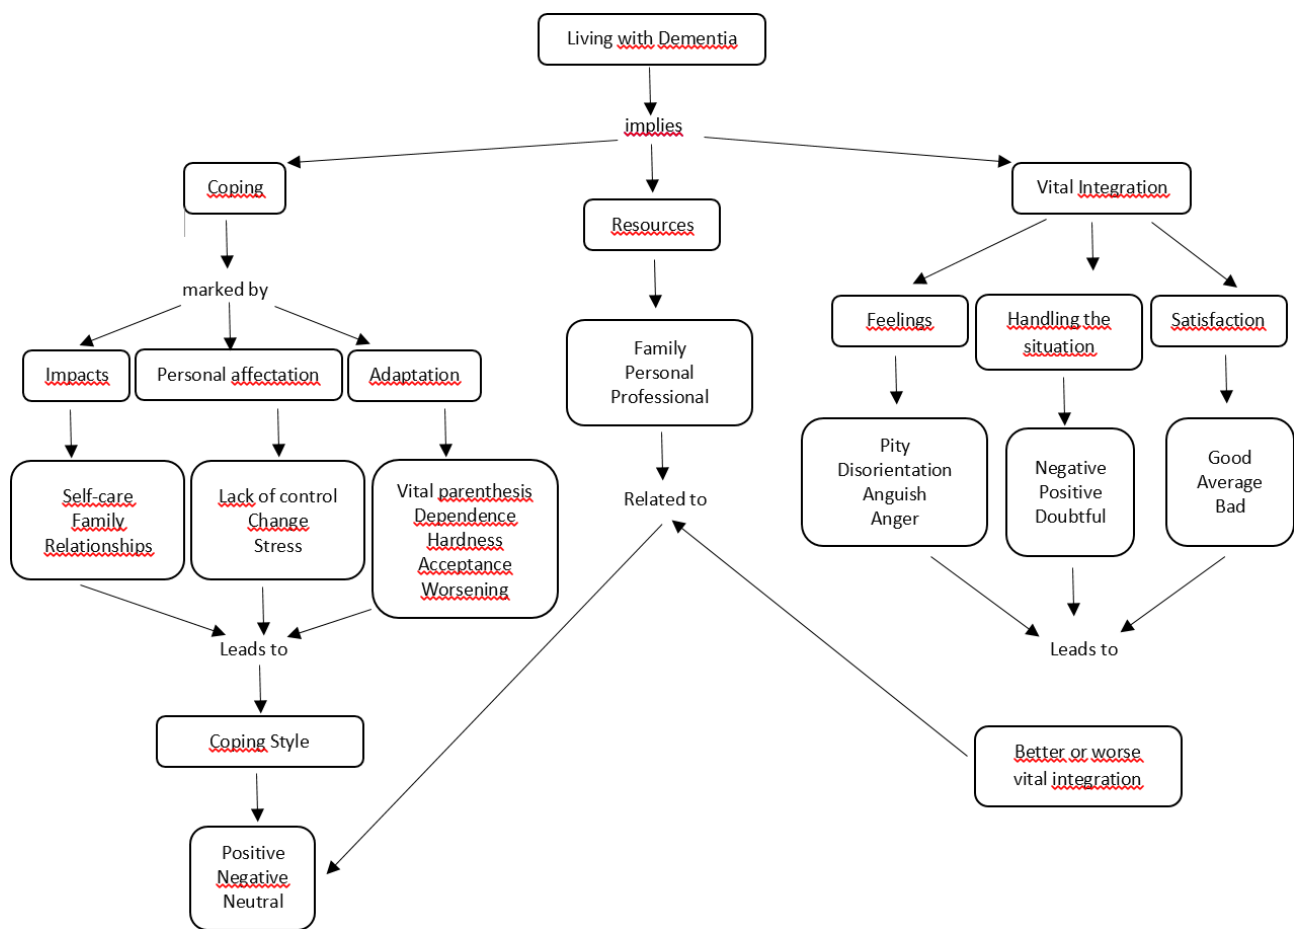 Living with Dementia
implies
Coping
Resources
Vital Integration
marked by
Impacts
Personal affectation
Adaptation
Family
Personal
Professional
Feelings
Handling the
situation
Satisfaction
Self-care
Family
Relationships
Lack of control
Change
Stress
Vital parenthesis
Dependence
Hardness
Acceptance
Worsening
Related to
Pity
Disorientation
Anguish
Anger
Negative
Positive
Doubtful
Good
Average
Bad
Leads to
Leads to
Coping Style
Better or worse
vital integration
Positive
Negative
Neutral